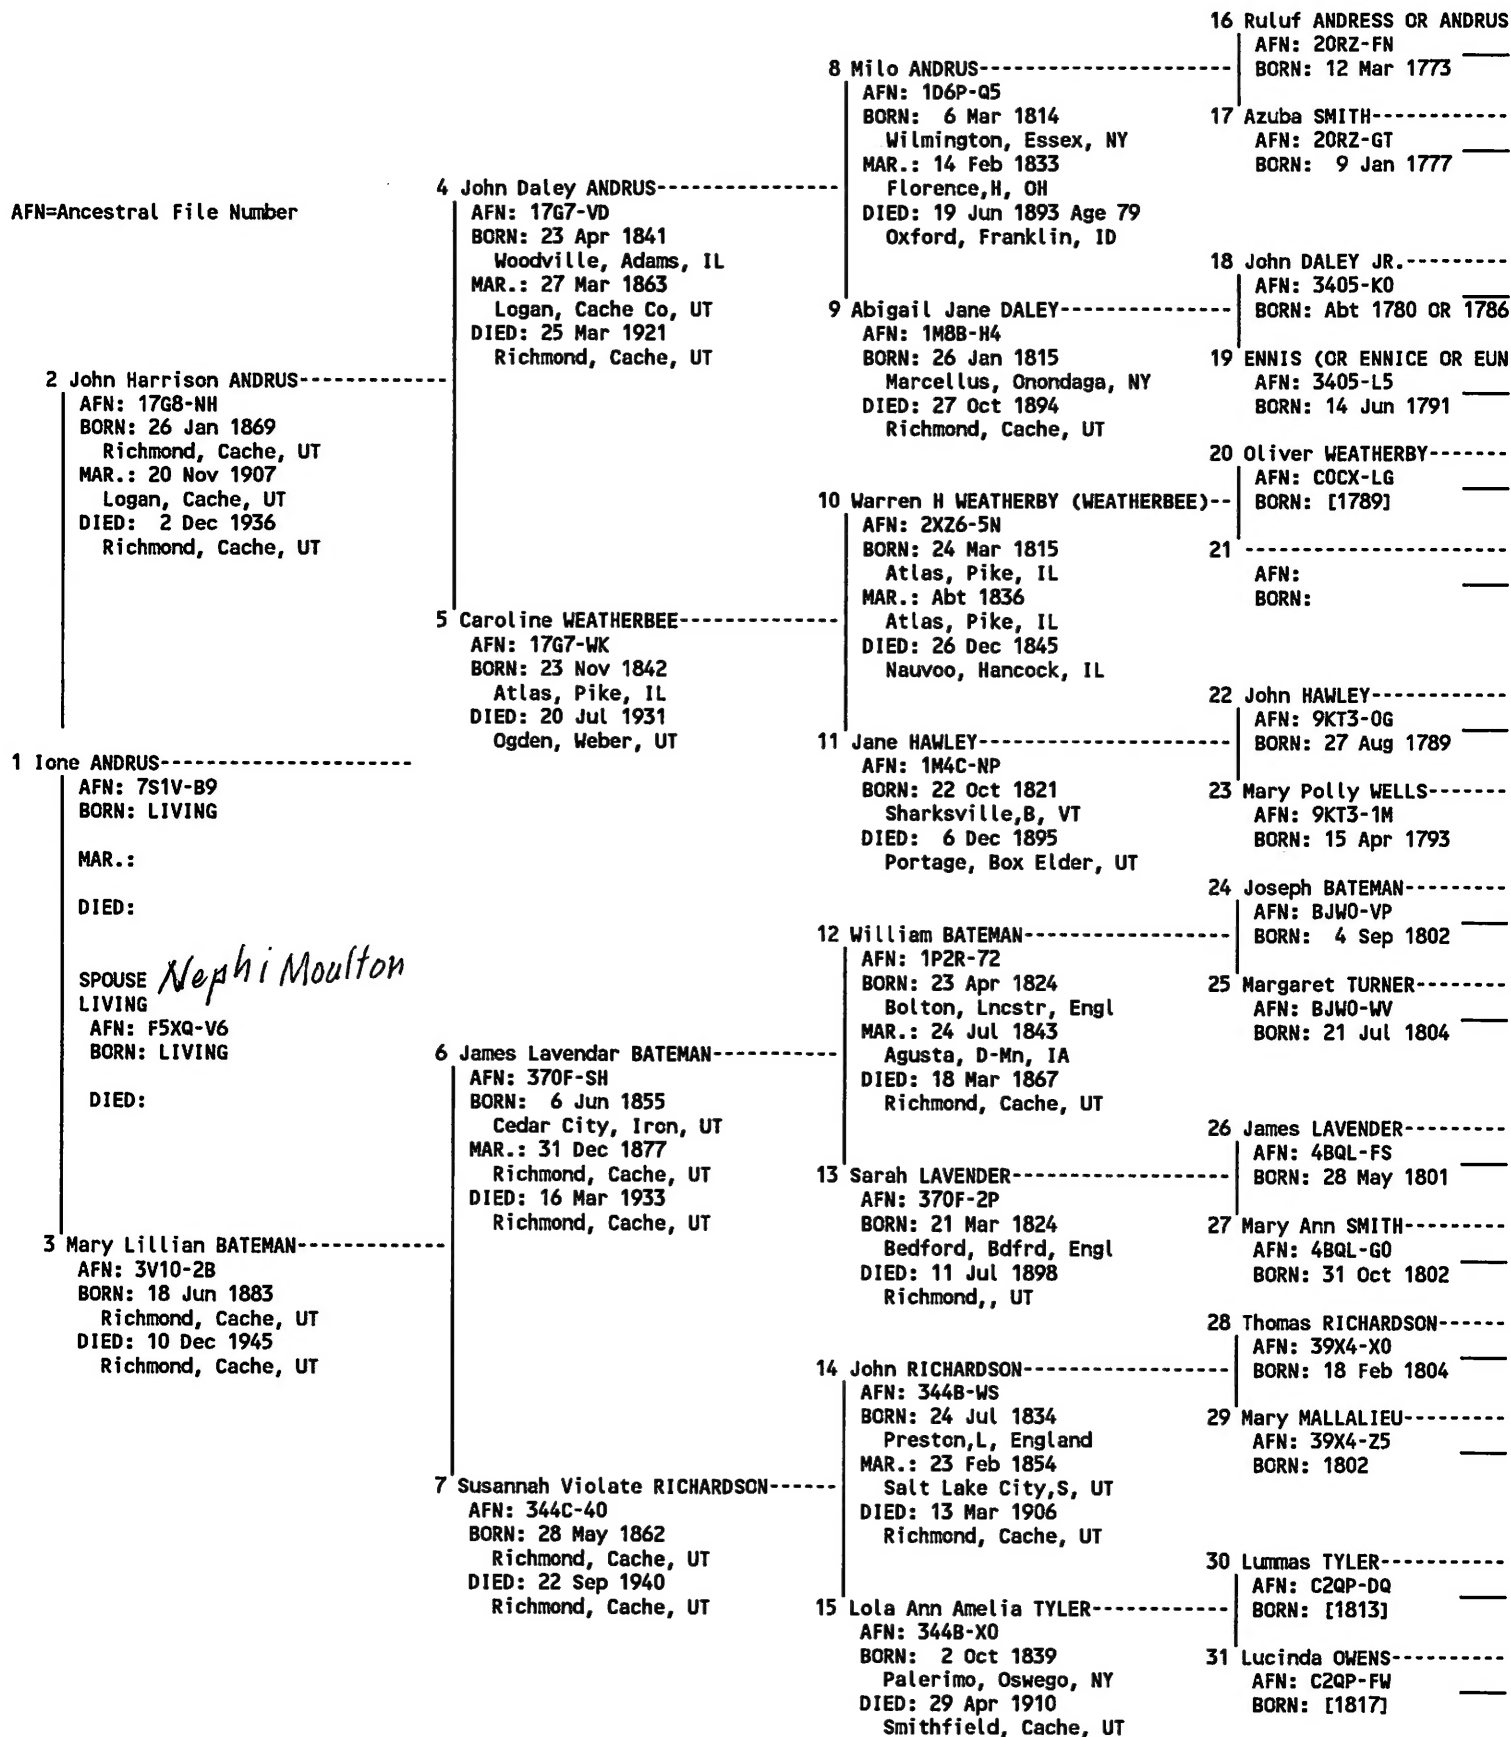 AFN=Ancestral File Number
1 Ione ANDRUS---------------------
AFN: 7S1V-B9
BORN: LIVING
MAR.:
DIED:
SPOUSE Nephi Moulton
LIVING
AFN: F5XQ-V6
BORN: LIVING
DIED:
2 John Harrison ANDRUS------------
AFN: 17G8-NH
BORN: 26 Jan 1869
Richmond, Cache, UT
MAR.: 20 Nov 1907
Logan, Cache, UT
DIED: 2 Dec 1936
Richmond, Cache, UT
3 Mary Lillian BATEMAN------------
AFN: 3V10-2B
BORN: 18 Jun 1883
Richmond, Cache, UT
DIED: 10 Dec 1945
Richmond, Cache, UT
4 John Daley ANDRUS---------------
AFN: 17G7-VD
BORN: 23 Apr 1841
Woodville, Adams, IL
MAR.: 27 Mar 1863
Logan, Cache Co, UT
DIED: 25 Mar 1921
Richmond, Cache, UT
5 Caroline WEATHERBEE-------------
AFN: 17G7-WK
BORN: 23 Nov 1842
Atlas, Pike, IL
DIED: 20 Jul 1931
Ogden, Weber, UT
6 James Lavendar BATEMAN----------
AFN: 370F-SH
BORN: 6 Jun 1855
Cedar City, Iron, UT
MAR.: 31 Dec 1877
Richmond, Cache, UT
DIED: 16 Mar 1933
Richmond, Cache, UT
7 Susannah Violate RICHARDSON------
AFN: 344C-40
BORN: 28 May 1862
Richmond, Cache, UT
DIED: 22 Sep 1940
Richmond, Cache, UT
8 Milo ANDRUS---------------------
AFN: 1D6P-Q5
BORN: 6 Mar 1814
Wilmington, Essex, NY
MAR.: 14 Feb 1833
Florence,H, OH
DIED: 19 Jun 1893 Age 79
Oxford, Franklin, ID
9 Abigail Jane DALEY--------------
AFN: 1M8B-H4
BORN: 26 Jan 1815
Marcellus, Onondaga, NY
DIED: 27 Oct 1894
Richmond, Cache, UT
10 Warren H WEATHERBY (WEATHERBEE)--
AFN: 2XZ6-5N
BORN: 24 Mar 1815
Atlas, Pike, IL
MAR.: Abt 1836
Atlas, Pike, IL
DIED: 26 Dec 1845
Nauvoo, Hancock, IL
11 Jane HAWLEY---------------------
AFN: 1M4C-NP
BORN: 22 Oct 1821
Sharksville,B, VT
DIED: 6 Dec 1895
Portage, Box Elder, UT
12 William BATEMAN-----------------
AFN: 1P2R-72
BORN: 23 Apr 1824
Bolton, Lncstr, Engl
MAR.: 24 Jul 1843
Agusta, D-Mn, IA
DIED: 18 Mar 1867
Richmond, Cache, UT
13 Sarah LAVENDER------------------
AFN: 370F-2P
BORN: 21 Mar 1824
Bedford, Bdfrd, Engl
DIED: 11 Jul 1898
Richmond,, UT
14 John RICHARDSON-----------------
AFN: 344B-WS
BORN: 24 Jul 1834
Preston,L, England
MAR.: 23 Feb 1854
Salt Lake City,S, UT
DIED: 13 Mar 1906
Richmond, Cache, UT
15 Lola Ann Amelia TYLER-----------
AFN: 344B-X0
BORN: 2 Oct 1839
Palerimo, Oswego, NY
DIED: 29 Apr 1910
Smithfield, Cache, UT
16 Ruluf ANDRESS OR ANDRUS
AFN: 20RZ-FN
BORN: 12 Mar 1773
17 Azuba SMITH------------
AFN: 20RZ-GT
BORN: 9 Jan 1777
18 John DALEY JR.---------
AFN: 3405-K0
BORN: Abt 1780 OR 1786
19 ENNIS (OR ENNICE OR EUN
AFN: 3405-L5
BORN: 14 Jun 1791
20 Oliver WEATHERBY-------
AFN: C0CX-LG
BORN: [1789]
21 ----------------------
AFN:
BORN:
22 John HAWLEY------------
AFN: 9KT3-0G
BORN: 27 Aug 1789
23 Mary Polly WELLS-------
AFN: 9KT3-1M
BORN: 15 Apr 1793
24 Joseph BATEMAN---------
AFN: BJW0-VP
BORN: 4 Sep 1802
25 Margaret TURNER--------
AFN: BJW0-WV
BORN: 21 Jul 1804
26 James LAVENDER---------
AFN: 4BQL-FS
BORN: 28 May 1801
27 Mary Ann SMITH---------
AFN: 4BQL-G0
BORN: 31 Oct 1802
28 Thomas RICHARDSON------
AFN: 39X4-X0
BORN: 18 Feb 1804
29 Mary MALLALIEU---------
AFN: 39X4-Z5
BORN: 1802
30 Lummas TYLER-----------
AFN: C2QP-DQ
BORN: [1813]
31 Lucinda OWENS----------
AFN: C2QP-FW
BORN: [1817]